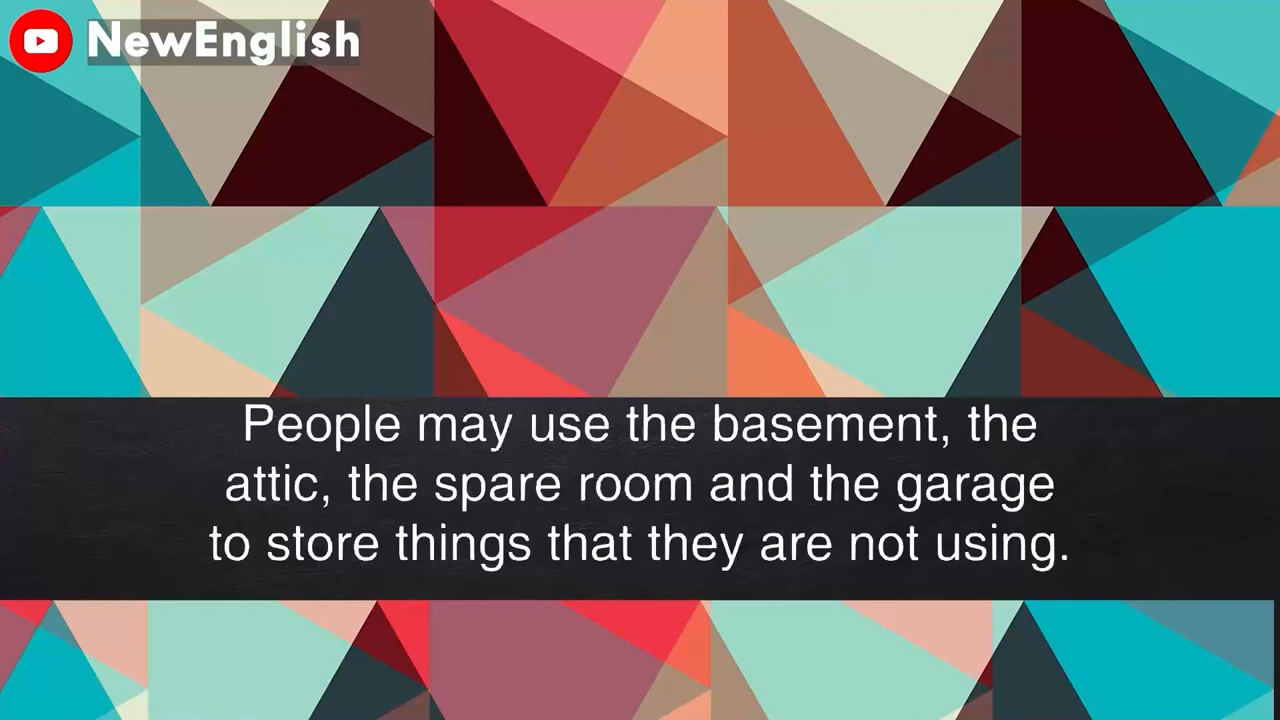 NewEnglish
People may use the basement, the
attic, the spare room and the garage
to store things that they are not using.